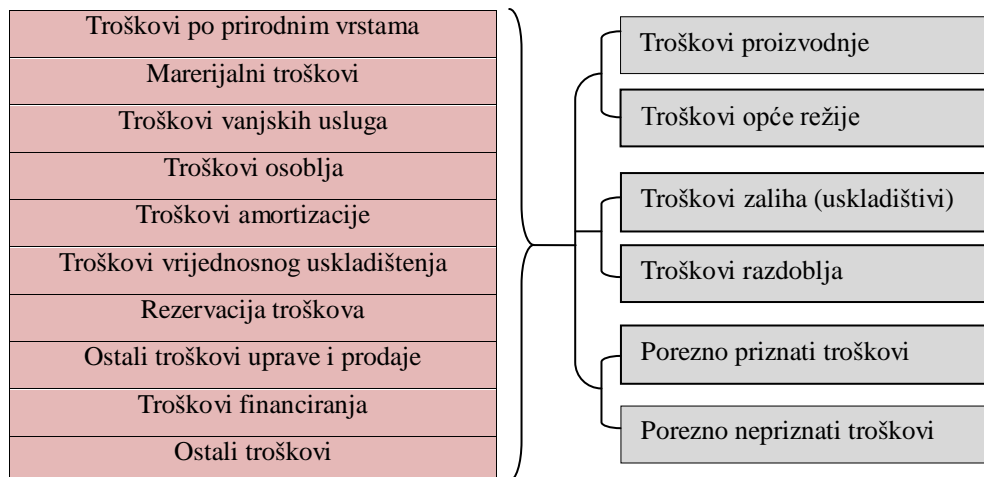 Troškovi po prirodnim vrstama
Marerijalni troškovi
Troškovi vanjskih usluga
Troškovi osoblja
Troškovi amortizacije
Troškovi vrijednosnog uskladištenja
Rezervacija troškova
Ostali troškovi uprave i prodaje
Troškovi financiranja
Ostali troškovi
Troškovi proizvodnje
Troškovi opće režije
Troškovi zaliha (uskladištivi)
Troškovi razdoblja
Porezno priznati troškovi
Porezno nepriznati troškovi